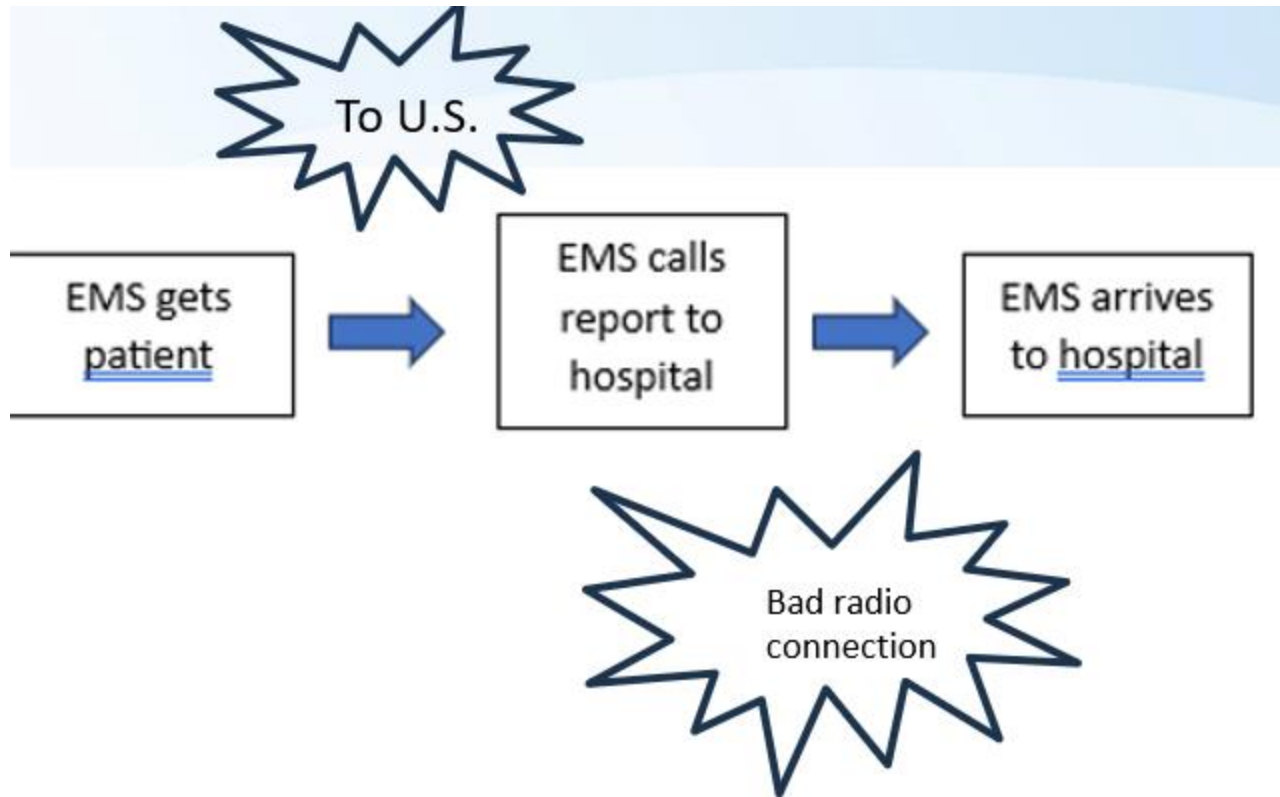 To U.S.
EMS gets
patient
EMS calls
report to
hospital
EMS arrives
to hospital
Bad radio
connection